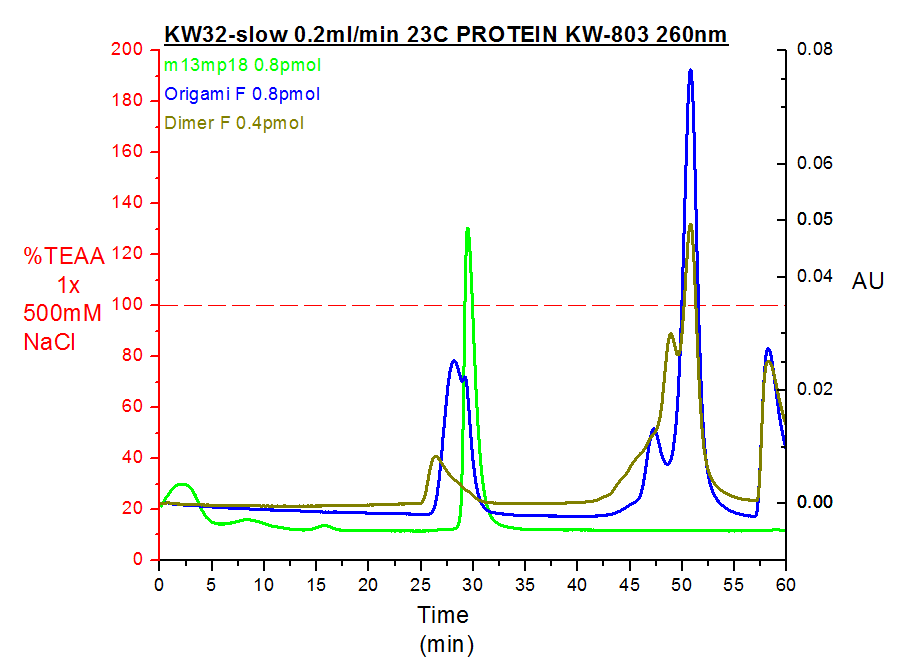 KW32-slow 0.2ml/min 23C PROTEIN KW-803 260nm
m13mp18 0.8pmol
Origami F 0.8pmol
Dimer F 0.4pmol
200
180
160
140
120
100
80
60
40
20
0
%TEAA
1x
500mM
NaCl
0.08
0.06
0.05
0.04
0.02
0.00
AU
0 5 10 15 20 25 30 35 40 45 50 55 60
Time
(min)